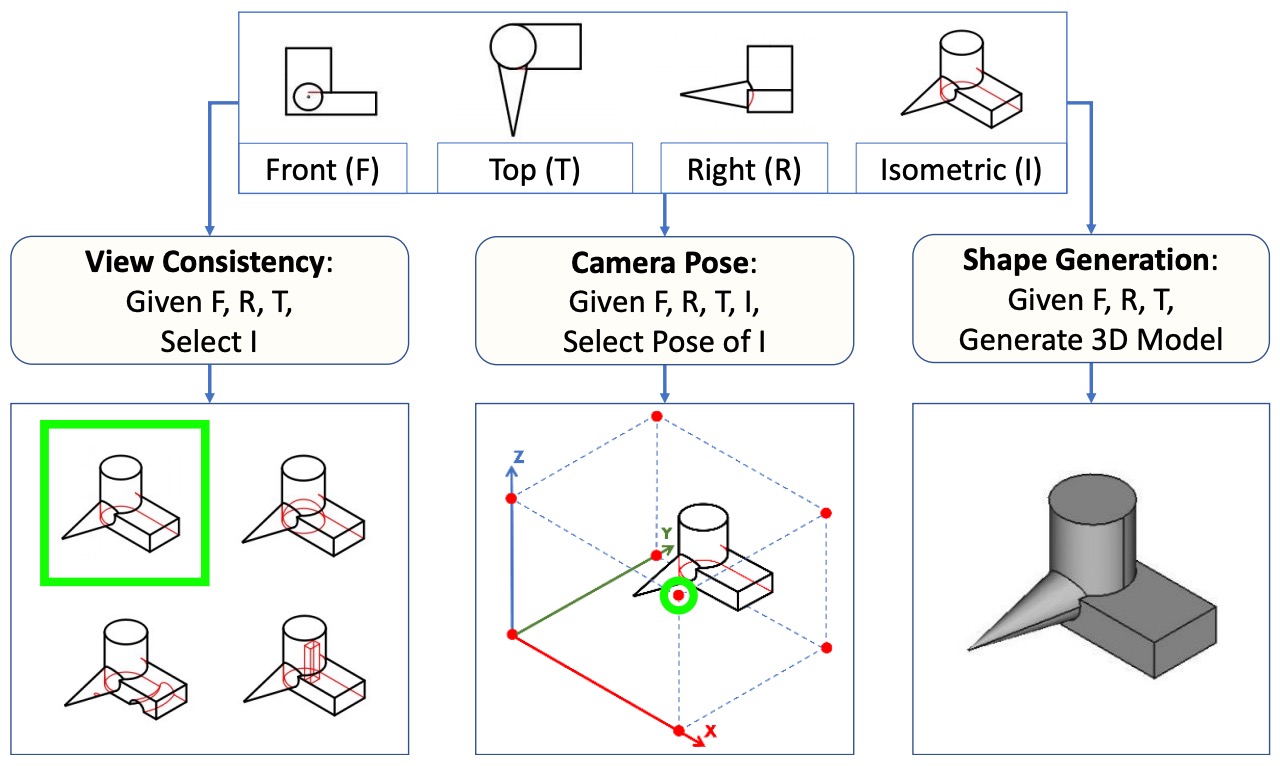 Front (F)
Top (T)
Right (R)
Isometric (I)
View Consistency:
Given F, R, T,
Select I
Camera Pose:
Given F, R, T, I,
Select Pose of I
Shape Generation:
Given F, R, T,
Generate 3D Model
Z
Y
X